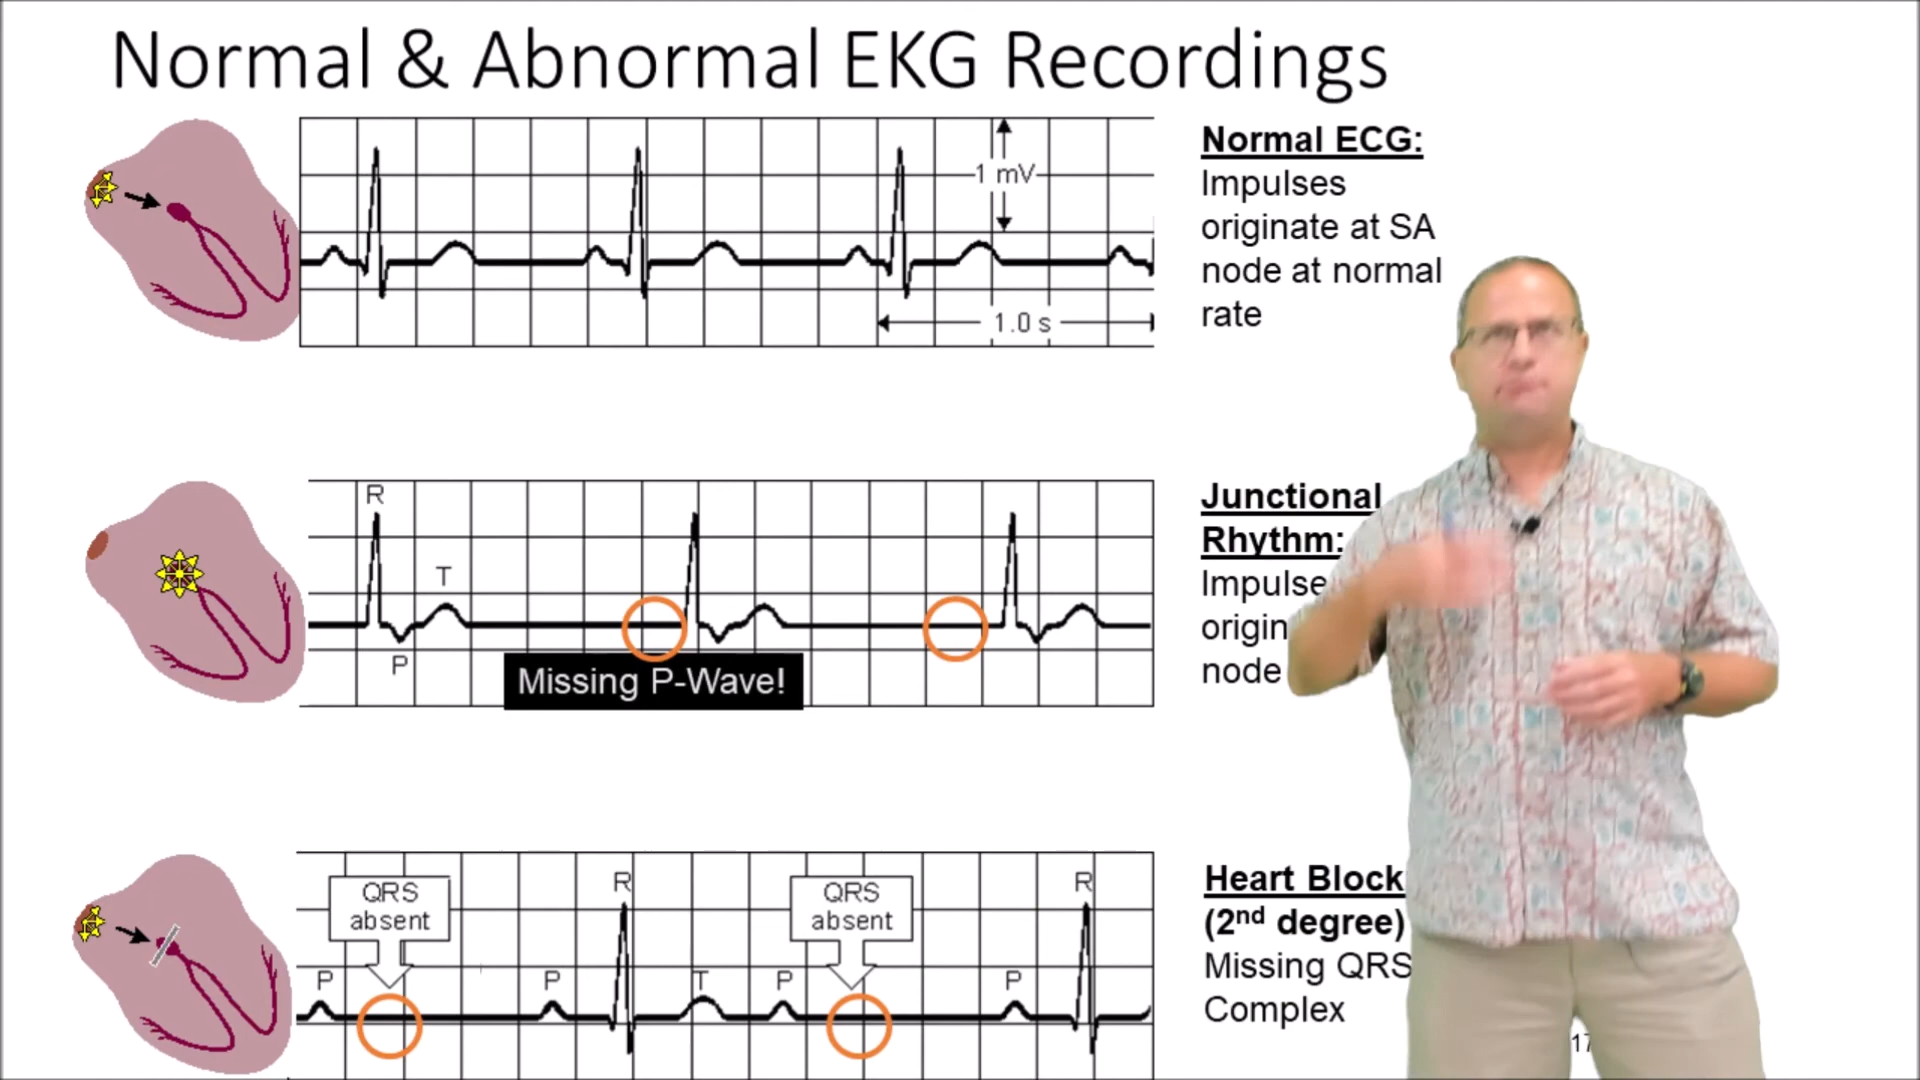 Normal & Abnormal EKG Recordings
1 mV
1.0 s
Normal ECG:
Impulses
originate at SA
node at normal
rate
R
T
P
Missing P-Wave!
Junctional
Rhythm:
Impulse
origin
node
QRS
absent
R
QRS
absent
R
P
P
T
P
P
Heart Block
(2nd degree)
Missing QRS
Complex
17